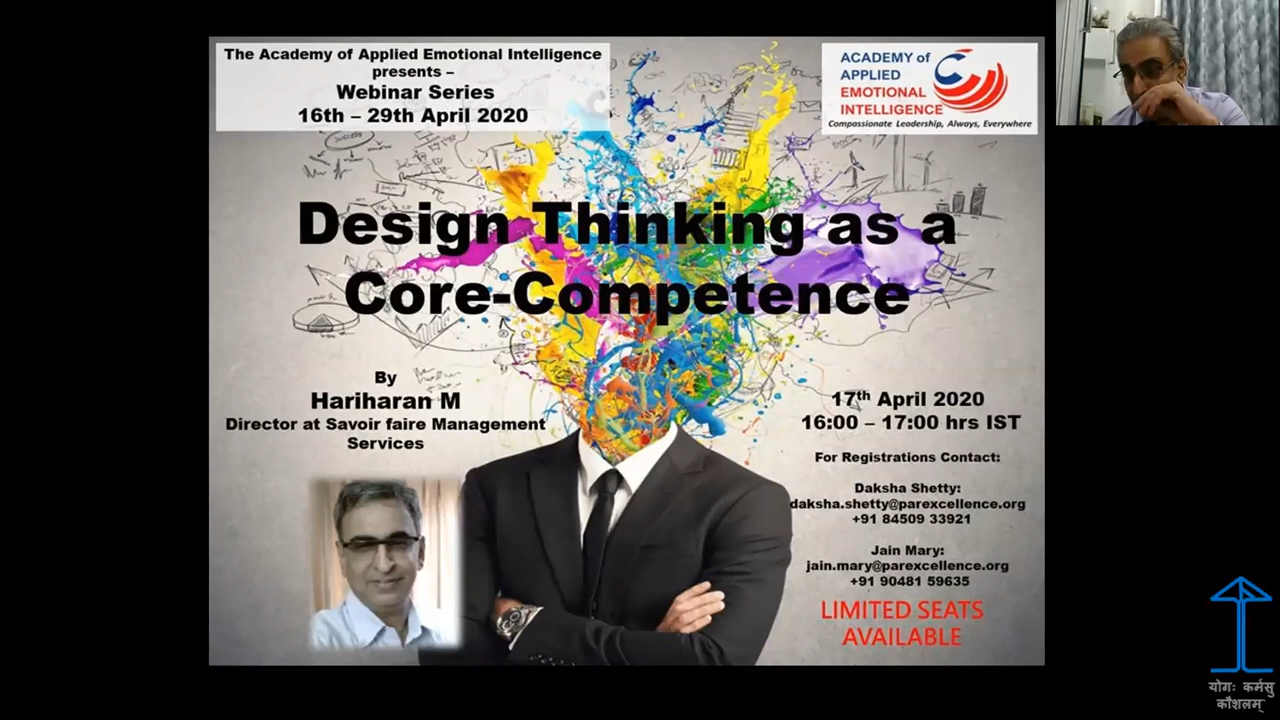 The Academy of Applied Emotional Intelligence
presents –
Webinar Series
16th – 29th April 2020
ACADEMY of
APPLIED
EMOTIONAL
INTELLIGENCE
Compassionate Leadership, Always, Everywhere
Design Thinking as a
Core-Competence
By
Hariharan M
Director at Savoir faire Management
Services
17th April 2020
16:00 – 17:00 hrs IST
For Registrations Contact:
Daksha Shetty:
daksha.shetty@parexcellence.org
+91 84509 33921
Jain Mary:
jain.mary@parexcellence.org
+91 90481 59635
LIMITED SEATS
AVAILABLE
योगः कर्मसु
कौशलम्